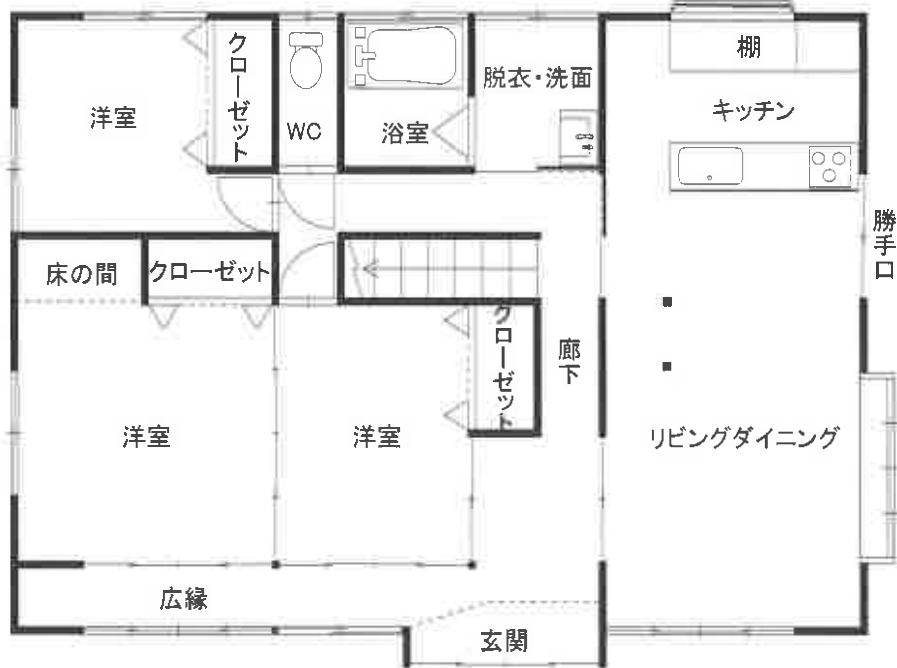 棚
クローゼット
脱衣・洗面
洋室
WC
浴室
キッチン
勝手口
床の間
クローゼット
クローゼット
廊下
洋室
洋室
リビングダイニング
広縁
玄関